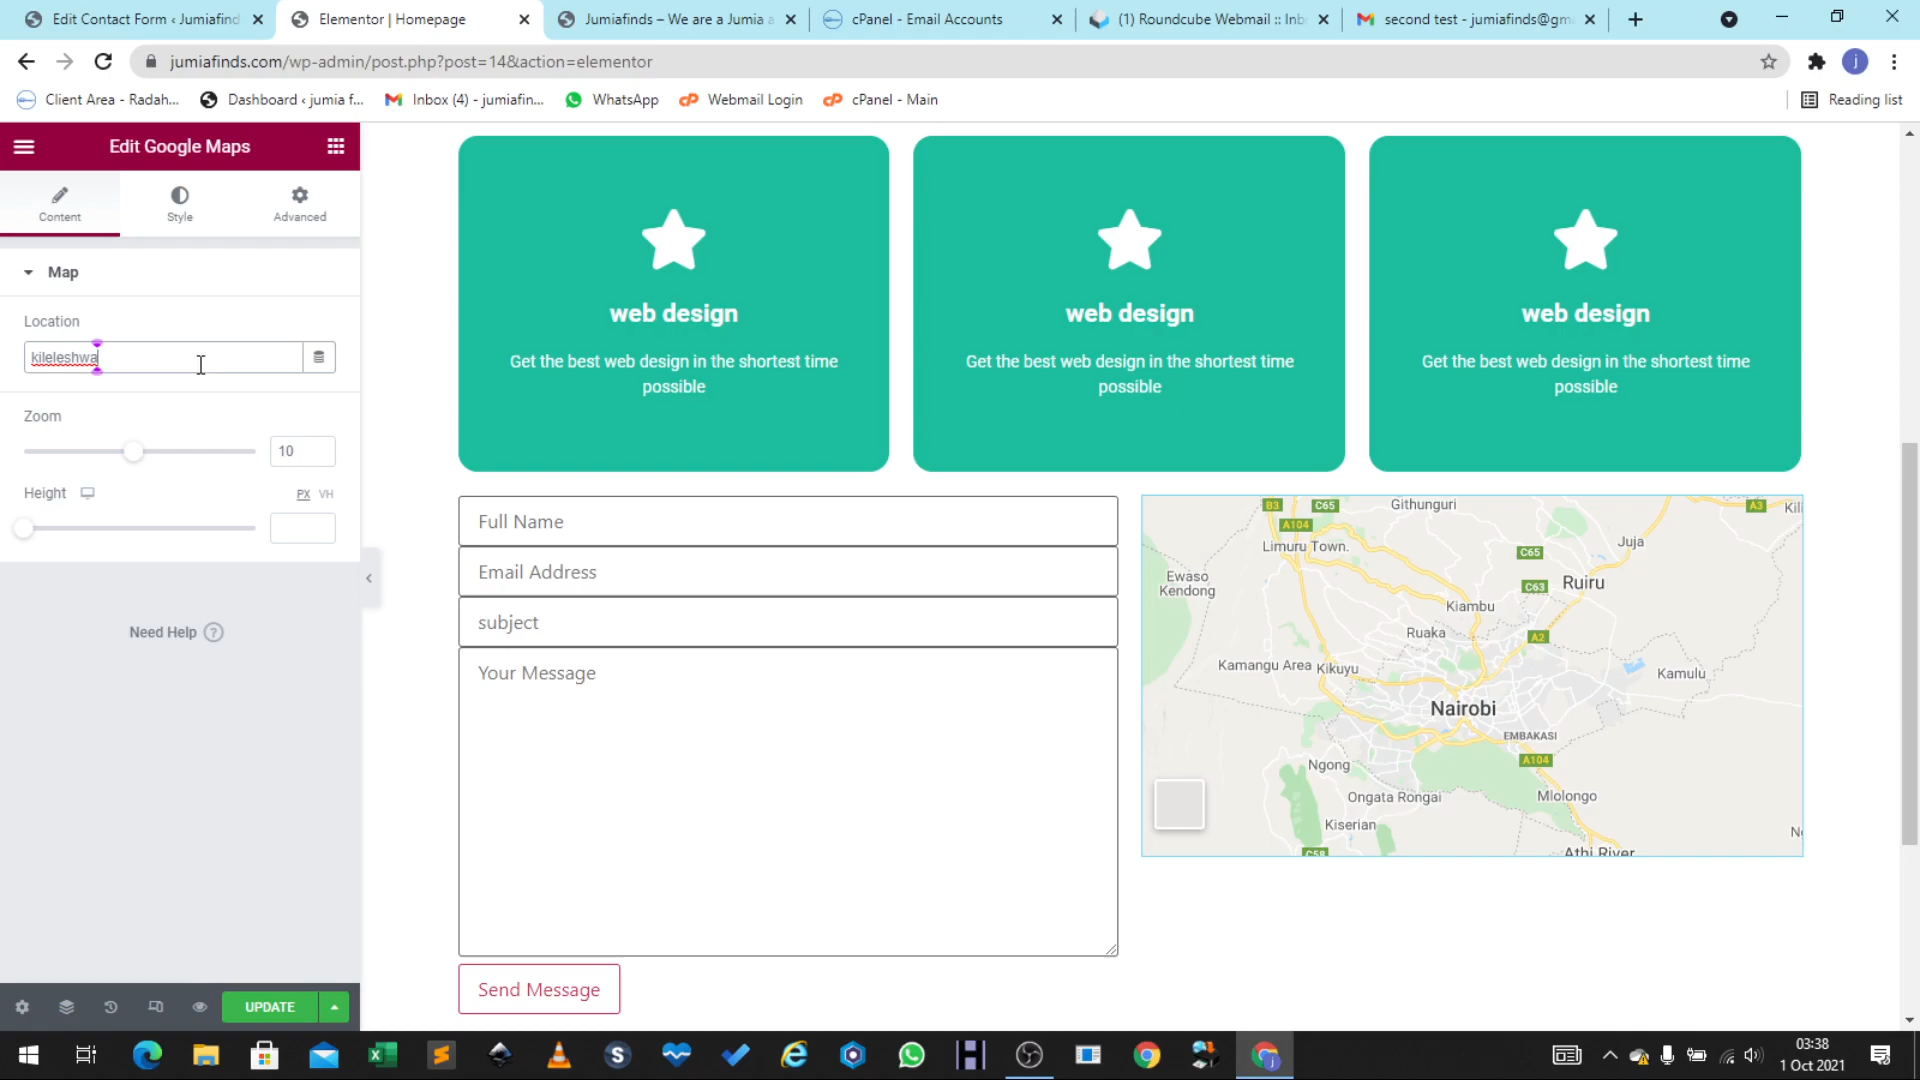 Edit Contact Form ‹ Jumiafind
Elementor | Homepage
Jumiafinds – We are a Jumia a
cPanel - Email Accounts
(1) Roundcube Webmail :: Inb
second test - jumiafinds@gm
jumiafinds.com/wp-admin/post.php?post=14&action=elementor
j
Client Area - Radah...
Dashboard ‹ jumia f...
Inbox (4) - jumiafin...
WhatsApp
Webmail Login
cPanel - Main
Reading list
Edit Google Maps
Content
Style
Advanced
Map
Location
kileleshwa
Zoom
10
Height
PX
VH
Need Help
UPDATE
web design
Get the best web design in the shortest time
possible
web design
Get the best web design in the shortest time
possible
web design
Get the best web design in the shortest time
possible
Full Name
Email Address
subject
Your Message
Send Message
B3
C65
Githunguri
A3
Kili
A104
Limuru Town.
Juja
C65
Ewaso
Kendong
C63
Ruiru
Kiambu
Ruaka
A2
Kamangu Area
Kikuyu
Kamulu
Nairobi
EMBAKASI
A104
Ngong
Ongata Rongai
Mlolongo
Kiserian
C58
Athi River
03:38
1 Oct 2021